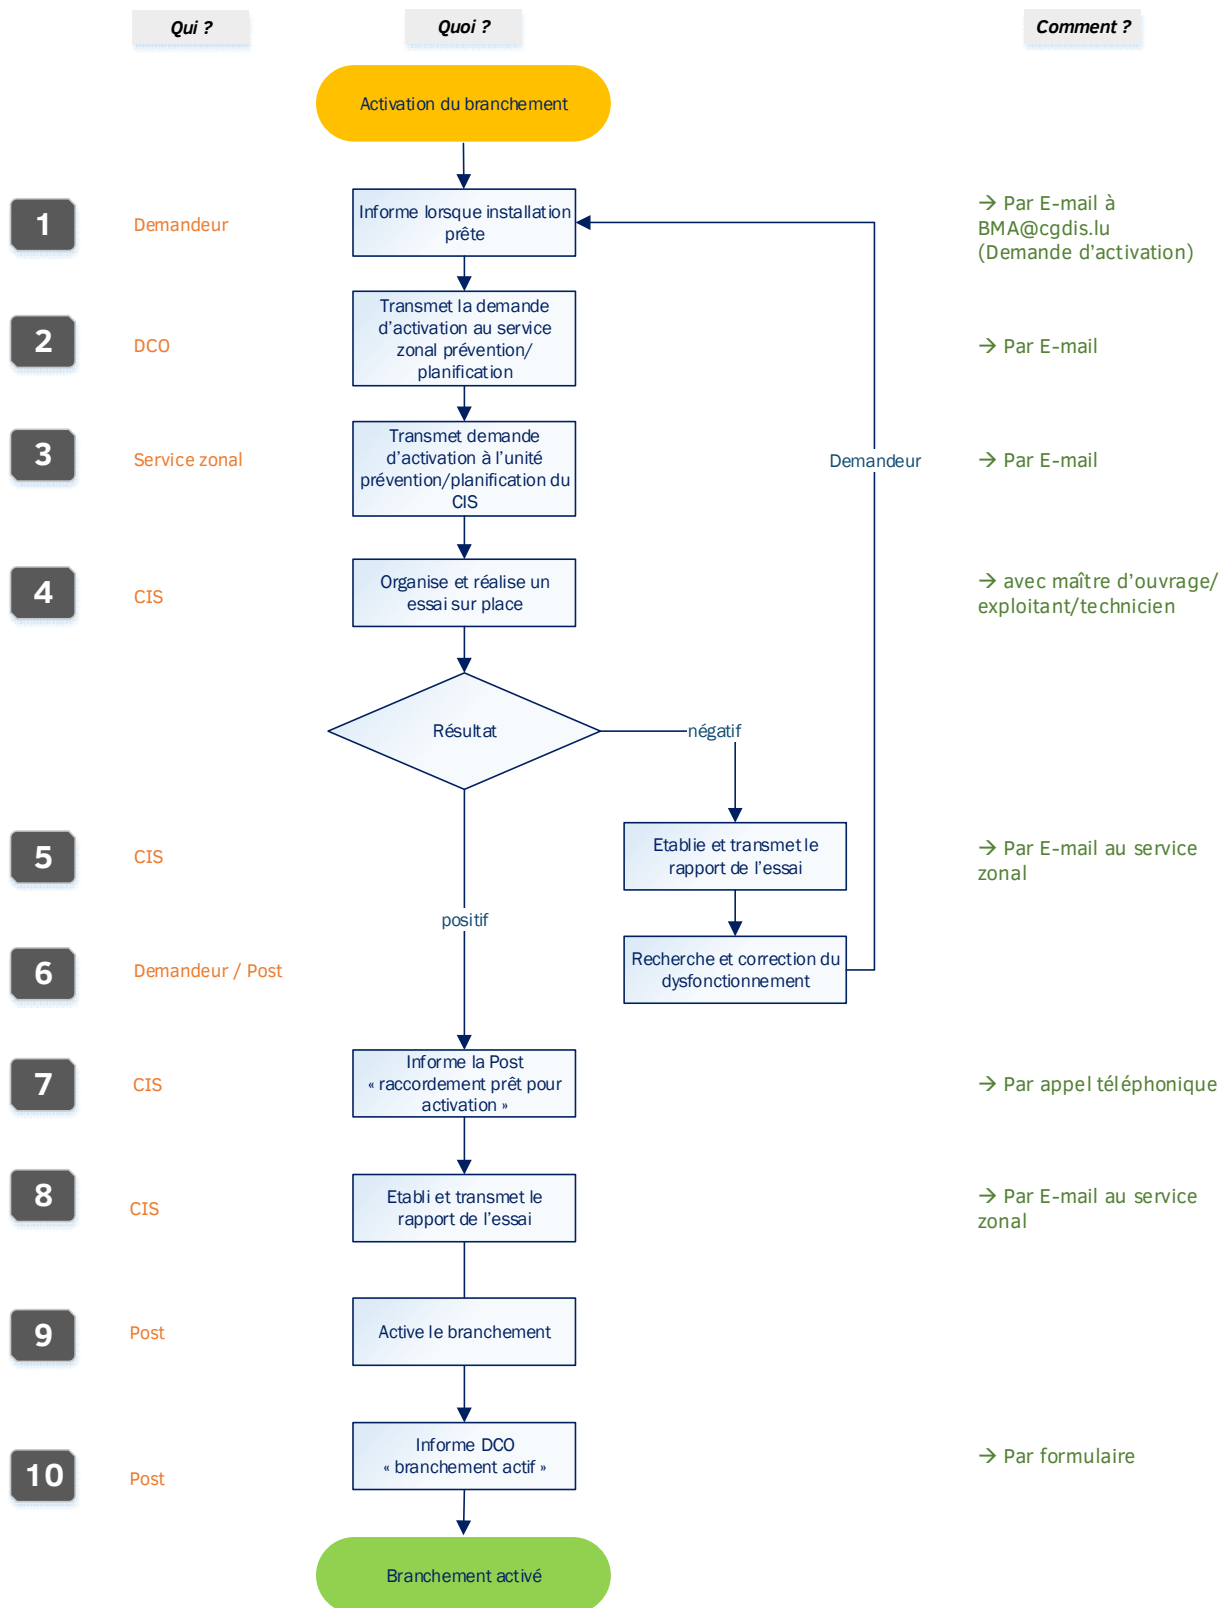 Qui ?
Quoi ?
Comment ?
Activation du branchement
1
Demandeur
Informe lorsque installation
prête
→ Par E-mail à
BMA@cgdis.lu
(Demande d'activation)
2
DCO
Transmet la demande
d'activation au service
zonal prévention/
planification
→ Par E-mail
3
Service zonal
Transmet demande
d'activation à l'unité
prévention/planification du
CIS
Demandeur
→ Par E-mail
4
CIS
Organise et réalise un
essai sur place
→ avec maître d'ouvrage/
exploitant/technicien
Résultat
négatif
5
CIS
Etablie et transmet le
rapport de l'essai
→ Par E-mail au service
zonal
positif
6
Demandeur / Post
Recherche et correction du
dysfonctionnement
7
CIS
Informe la Post
« raccordement prêt pour
activation »
→ Par appel téléphonique
8
CIS
Etabli et transmet le
rapport de l'essai
→ Par E-mail au service
zonal
9
Post
Active le branchement
10
Post
Informe DCO
« branchement actif »
→ Par formulaire
Branchement activé